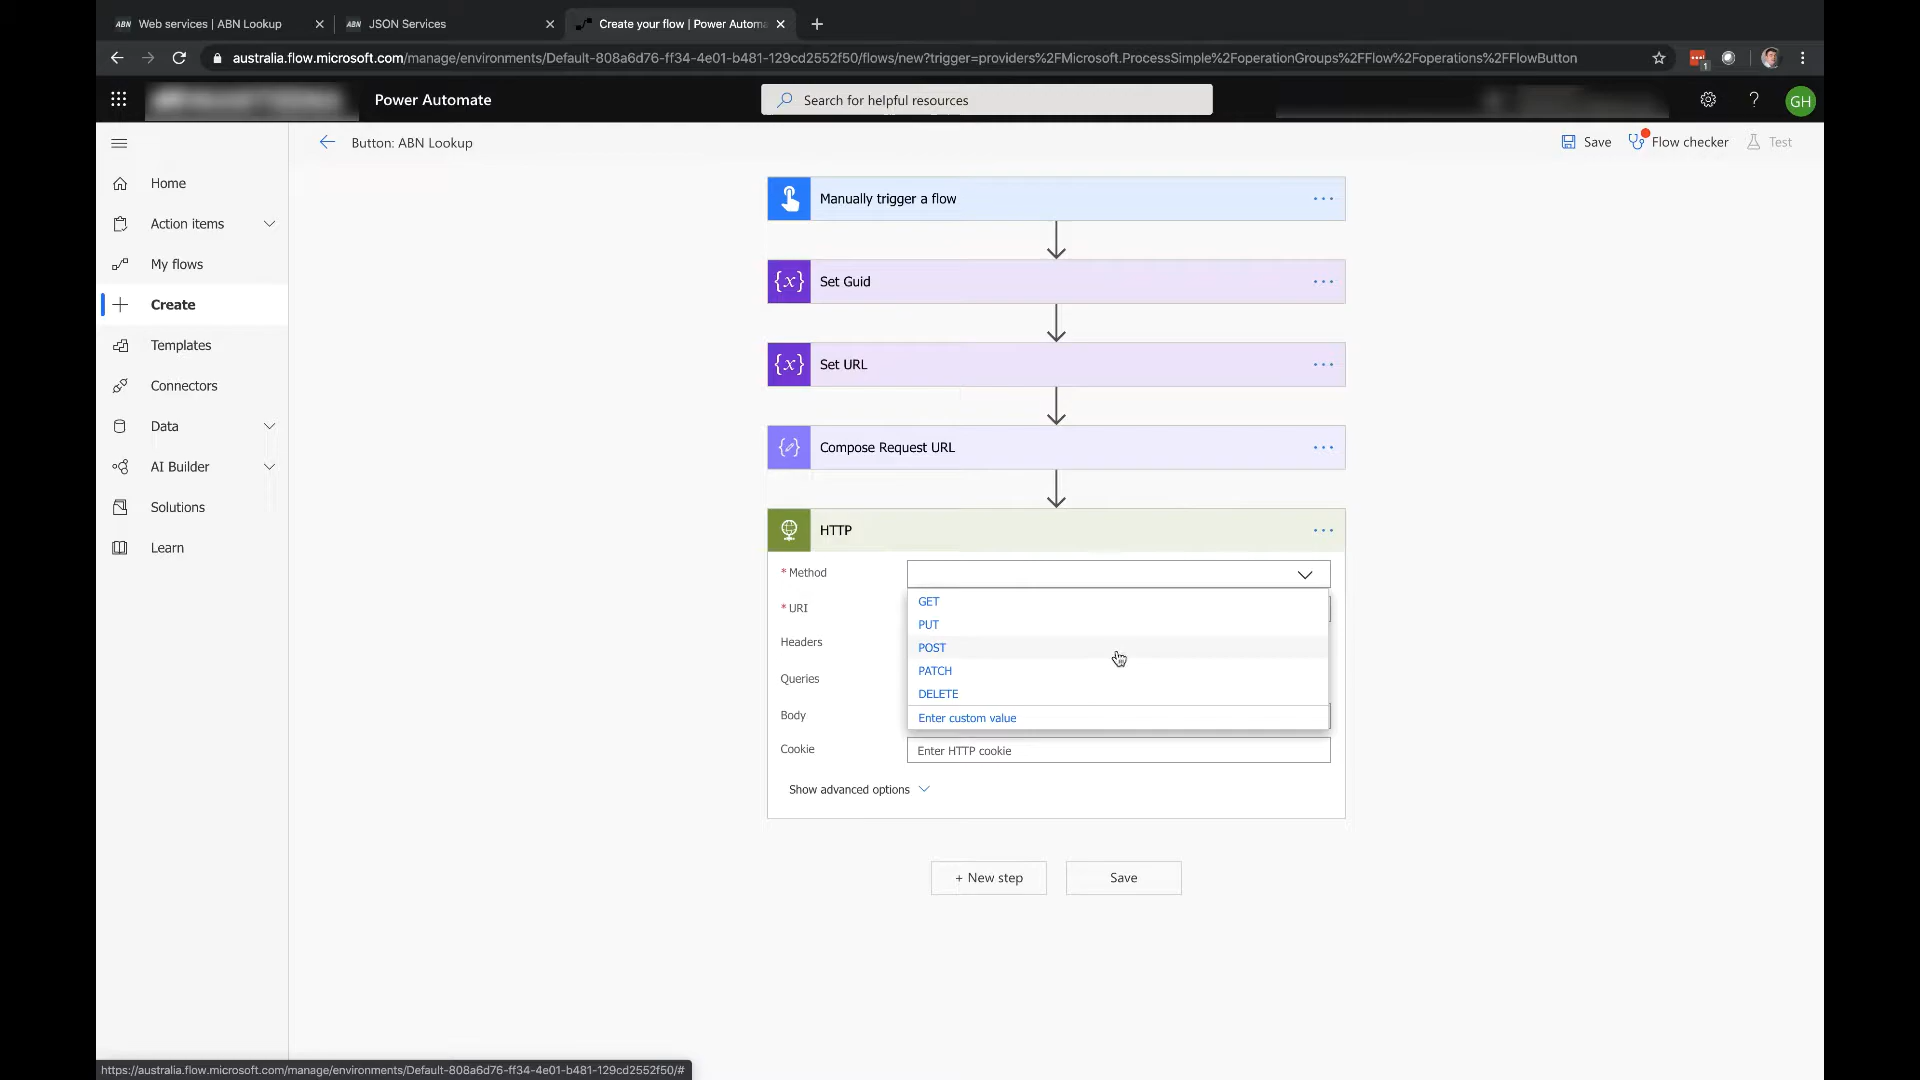 ABN Web services | ABN Lookup
ABN JSON Services
Create your flow | Power Autom
australia.flow.microsoft.com/manage/environments/Default-808a6d76-ff34-4e01-b481-129cd2552f50/flows/new?trigger=providers%2FMicrosoft.ProcessSimple%2FoperationGroups%2FFlow%2Foperations%2FFlowButton
1
Power Automate
Search for helpful resources
?
GH
Button: ABN Lookup
Save
Flow checker
Test
Home
Action items
My flows
Create
Templates
Connectors
Data
AI Builder
Solutions
Learn
Manually trigger a flow
{x} Set Guid
{x} Set URL
Compose Request URL
HTTP
* Method
GET
* URI
PUT
Headers
POST
PATCH
Queries
DELETE
Body
Enter custom value
Cookie
Enter HTTP cookie
Show advanced options
+ New step
Save
https://australia.flow.microsoft.com/manage/environments/Default-808a6d76-ff34-4e01-b481-129cd2552f50/#